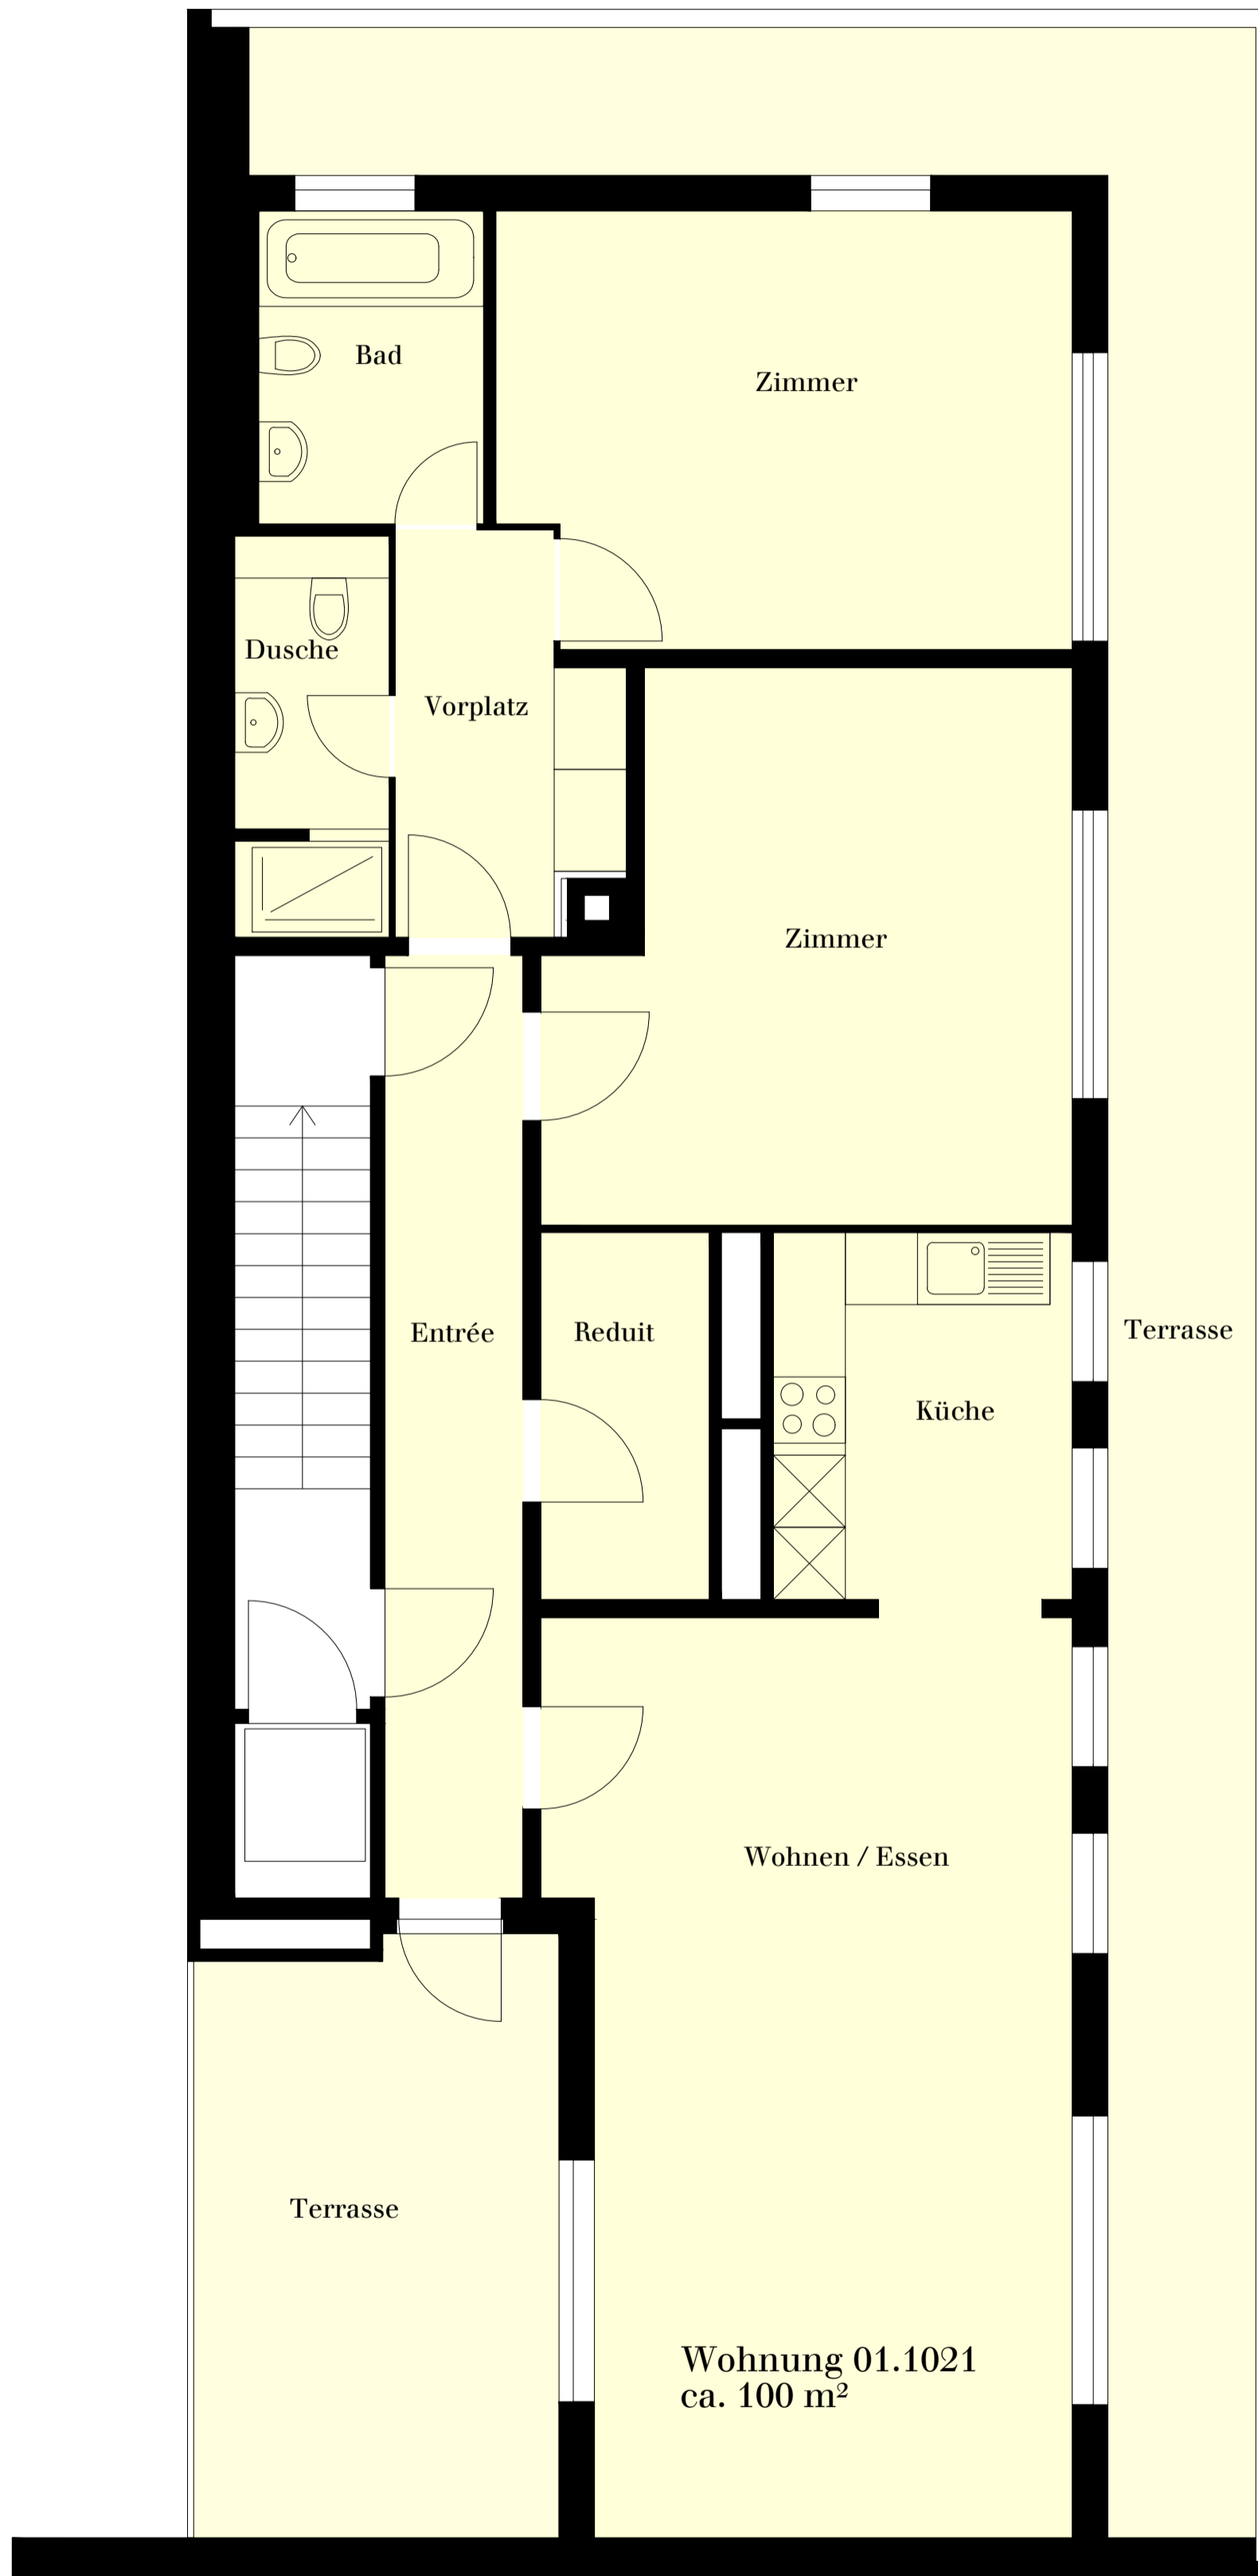 Bad
Zimmer
Dusche
Vorplatz
Zimmer
Entrée
Reduit
Terrasse
Küche
Wohnen / Essen
Terrasse
Wohnung 01.1021
ca. 100 m²